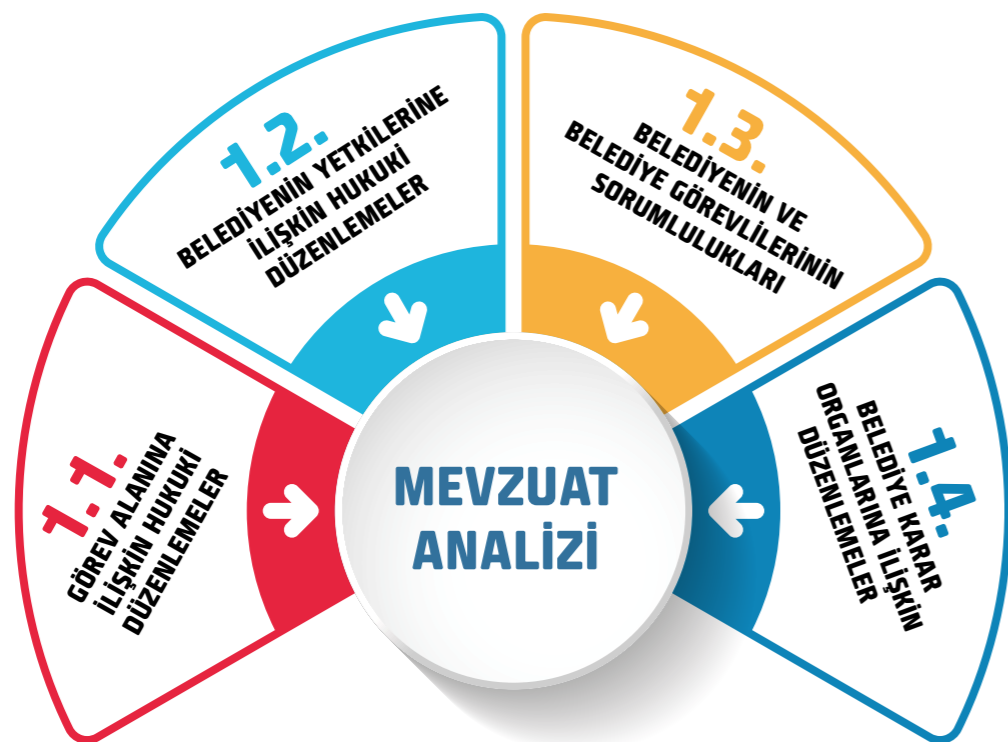 1.1.
GÖREV ALANINA
İLİŞKİN HUKUKİ
DÜZENLEMELER
1.2.
BELEDİYENİN YETKİLERİNE
İLİŞKİN HUKUKİ
DÜZENLEMELER
1.3.
BELEDİYENİN VE
BELEDİYE GÖREVLİLERİNİN
SORUMLULUKLARI
1.4.
BELEDİYE KARAR
ORGANLARINA İLİŞKİN
DÜZENLEMELER
MEVZUAT
ANALİZİ